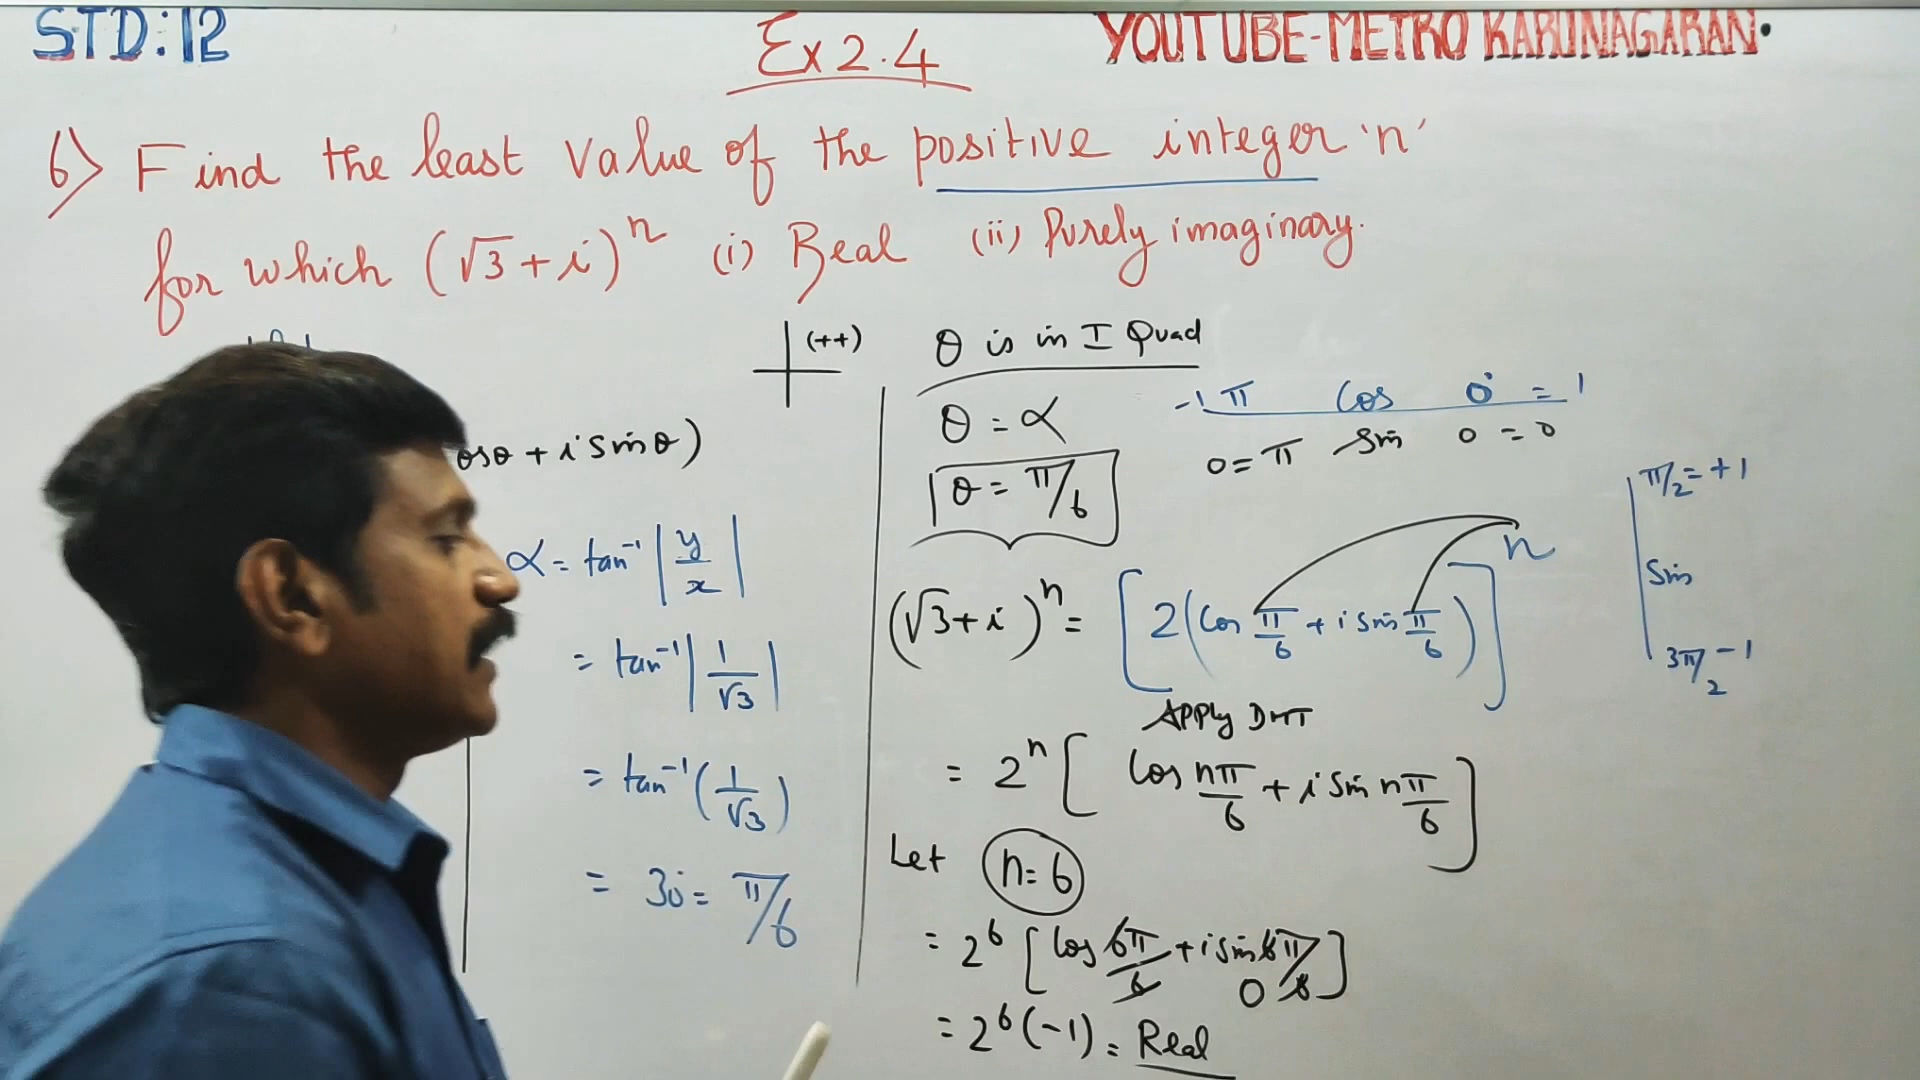 STD:12
Ex 2.4
YOUTUBE-METRO KARUNAGARAN.
6) Find the least value of the positive integer 'n'
for which (√3+i)^n (i) Real (ii) Purely imaginary.
(++)
osθ + i sinθ)
α = tan⁻¹ |y/x|
= tan⁻¹ |1/√3|
= tan⁻¹ (1/√3)
= 30° = π/6
θ is in I Quad
θ = α
θ = π/6
-1 π cos 0° = 1
0 = π sin 0 = 0
π/2 = +1
sin
3π/2 -1
(√3+i)^n = [2(cos π/6 + i sin π/6)]^n
Apply DMT
= 2^n [cos nπ/6 + i sin nπ/6]
Let n=6
= 2^6 [cos 6π/6 + i sin 6π/6]
0
= 2^6 (-1) = Real